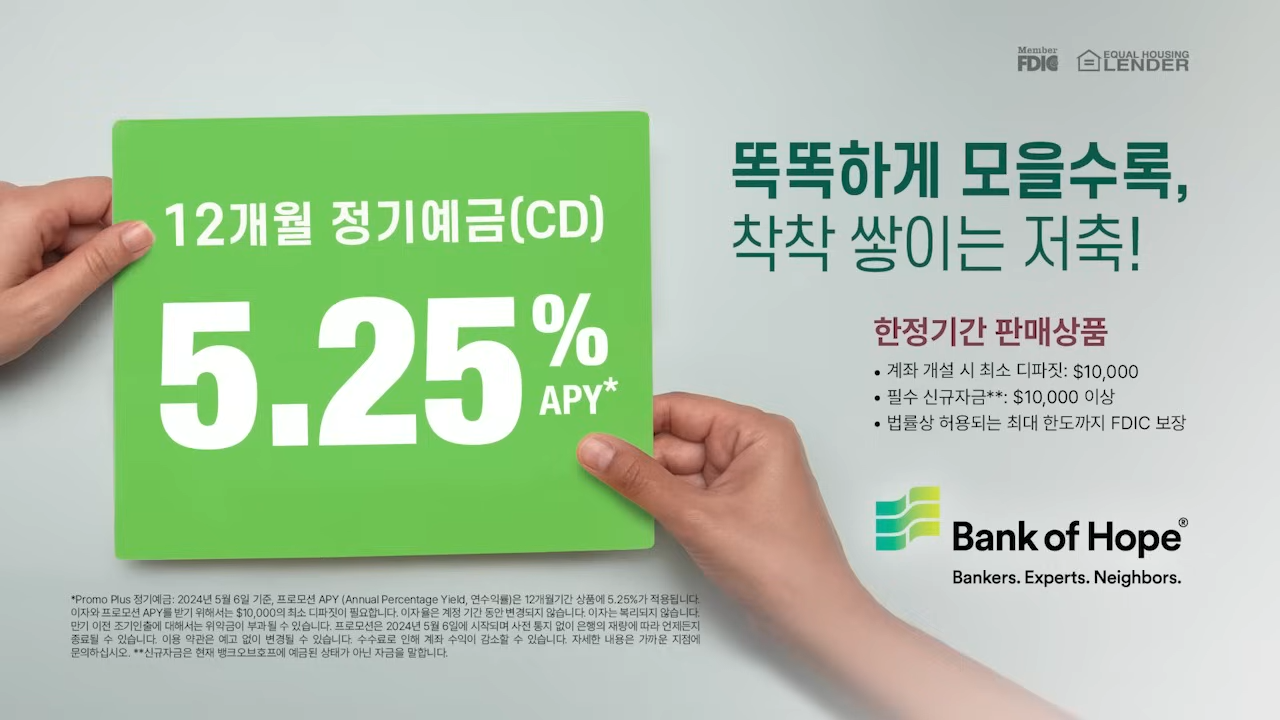 Member
FDIC
EQUAL HOUSING
LENDER
12개월 정기예금(CD)
5.25%
APY*
똑똑하게 모을수록,
착착 쌓이는 저축!
한정기간 판매상품
• 계좌 개설 시 최소 디파짓: $10,000
• 필수 신규자금**: $10,000 이상
• 법률상 허용되는 최대 한도까지 FDIC 보장
Bank of Hope®
Bankers. Experts. Neighbors.
*Promo Plus 정기예금: 2024년 5월 6일 기준, 프로모션 APY (Annual Percentage Yield, 연수익률)은 12개월기간 상품에 5.25%가 적용됩니다.
이자와 프로모션 APY를 받기 위해서는 $10,000의 최소 디파짓이 필요합니다. 이자율은 계정 기간 동안 변경되지 않습니다. 이자는 복리되지 않습니다.
만기 이전 조기인출에 대해서는 위약금이 부과될 수 있습니다. 프로모션은 2024년 5월 6일에 시작되며 사전 통지 없이 은행의 재량에 따라 언제든지
종료될 수 있습니다. 이용 약관은 예고 없이 변경될 수 있습니다. 수수료로 인해 계좌 수익이 감소할 수 있습니다. 자세한 내용은 가까운 지점에
문의하십시오. **신규자금은 현재 뱅크오브호프에 예금된 상태가 아닌 자금을 말합니다.